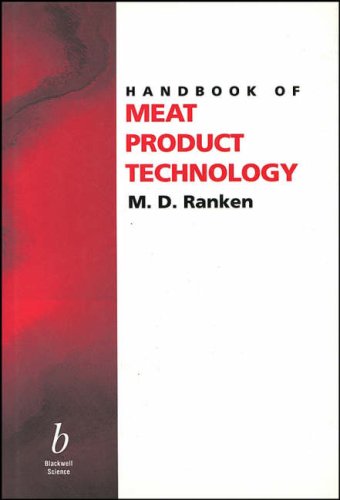 HANDBOOK OF
MEAT
PRODUCT
TECHNOLOGY
M. D. Ranken
b
Blackwell
Science